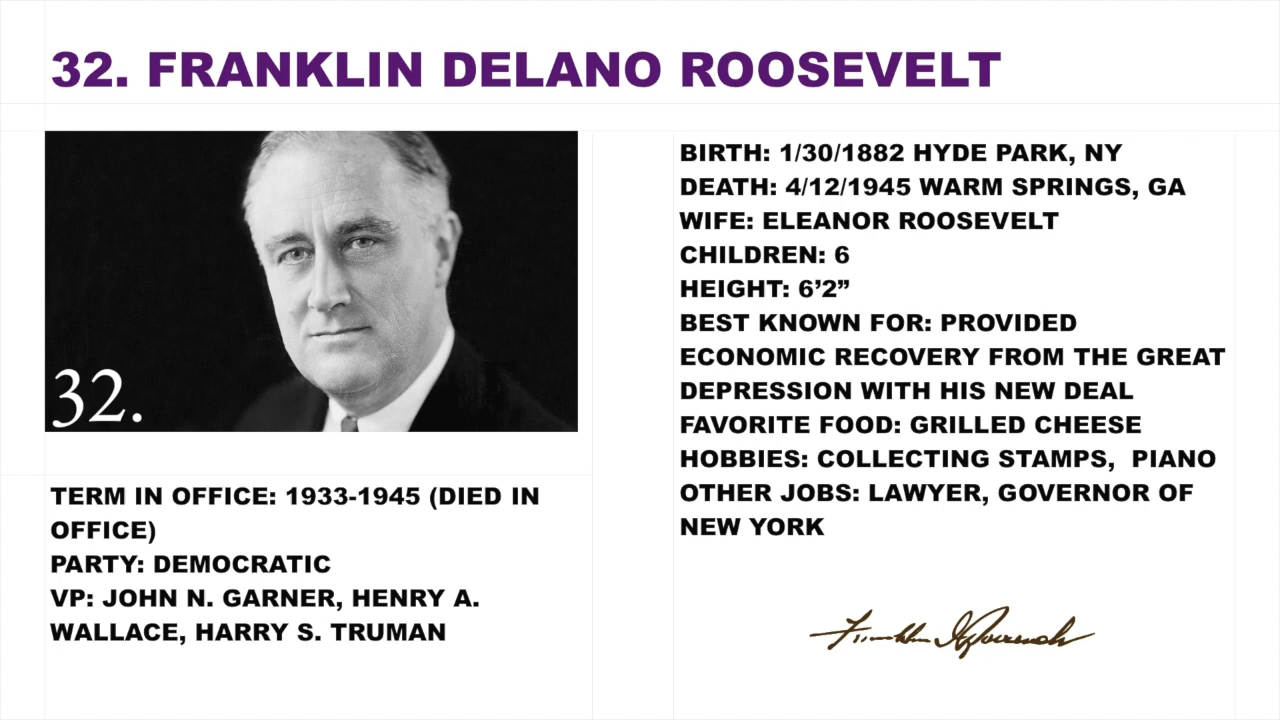 32. FRANKLIN DELANO ROOSEVELT
32.
TERM IN OFFICE: 1933-1945 (DIED IN
OFFICE)
PARTY: DEMOCRATIC
VP: JOHN N. GARNER, HENRY A.
WALLACE, HARRY S. TRUMAN
BIRTH: 1/30/1882 HYDE PARK, NY
DEATH: 4/12/1945 WARM SPRINGS, GA
WIFE: ELEANOR ROOSEVELT
CHILDREN: 6
HEIGHT: 6’2”
BEST KNOWN FOR: PROVIDED
ECONOMIC RECOVERY FROM THE GREAT
DEPRESSION WITH HIS NEW DEAL
FAVORITE FOOD: GRILLED CHEESE
HOBBIES: COLLECTING STAMPS,  PIANO
OTHER JOBS: LAWYER, GOVERNOR OF
NEW YORK
Franklin D Roosevelt